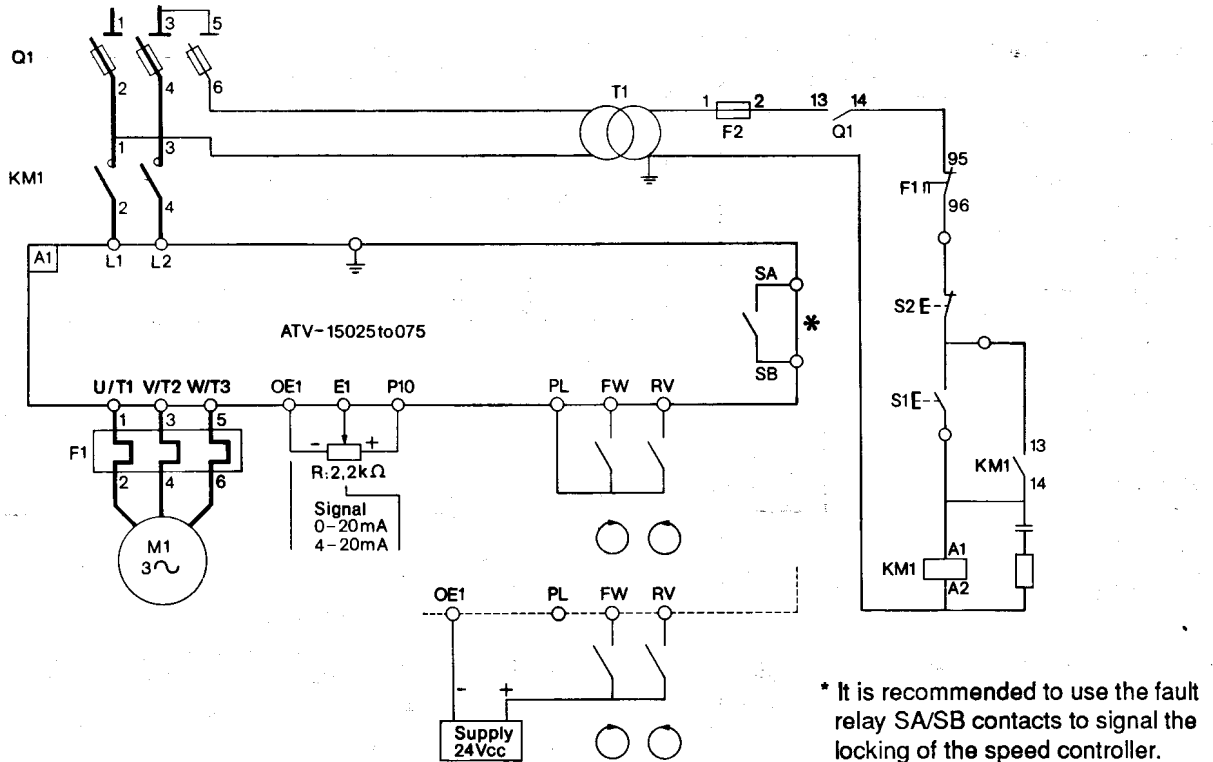 1 3 5
Q1
2 4 6
T1
1 2 13 14
F2 Q1
1 3
KM1
2 4
95
F1
96
A1 L1 L2
SA
S2 E
ATV-15025 to 075
*
SB
U/T1 V/T2 W/T3 OE1 E1 P10 PL FW RV
1 3 5
S1 E
F1
- +
2 4 6
R:2,2kΩ
13
KM1
14
Signal
0-20mA
4-20mA
M1
3∿
A1
KM1
A2
OE1 PL FW RV
- +
Supply
24Vcc
* It is recommended to use the fault
relay SA/SB contacts to signal the
locking of the speed controller.